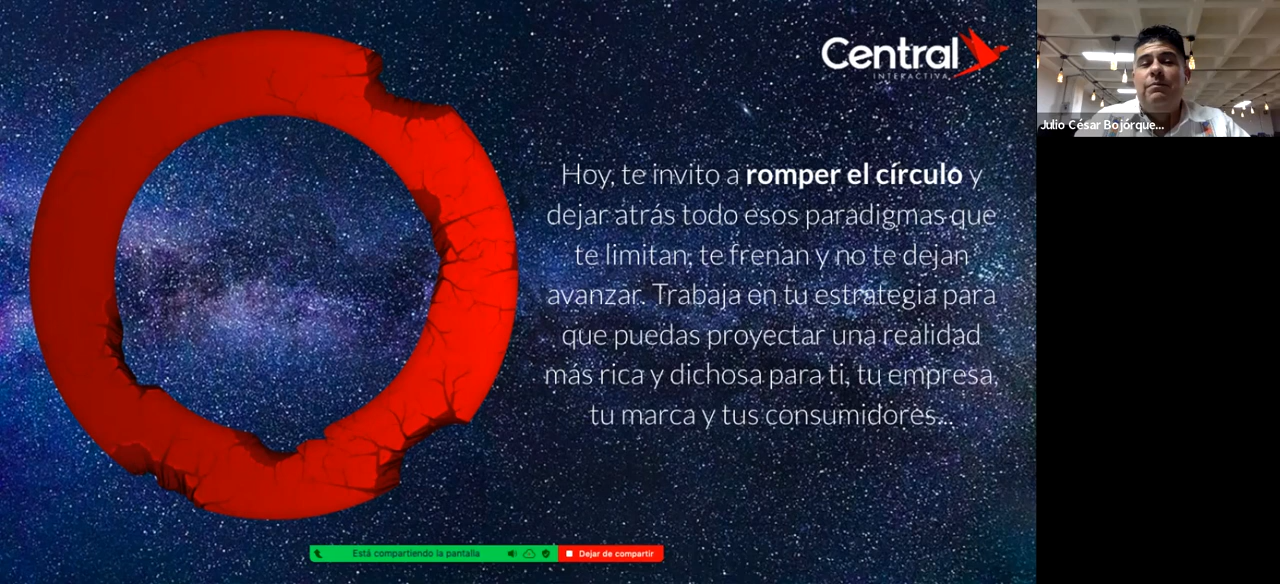 Central
INTERACTIVA
Julio César Bojórque...
Hoy, te invito a romper el círculo y
dejar atrás todo esos paradigmas que
te limitan, te frenan y no te dejan
avanzar. Trabaja en tu estrategia para
que puedas proyectar una realidad
más rica y dichosa para ti, tu empresa,
tu marca y tus consumidores...
Está compartiendo la pantalla
Dejar de compartir